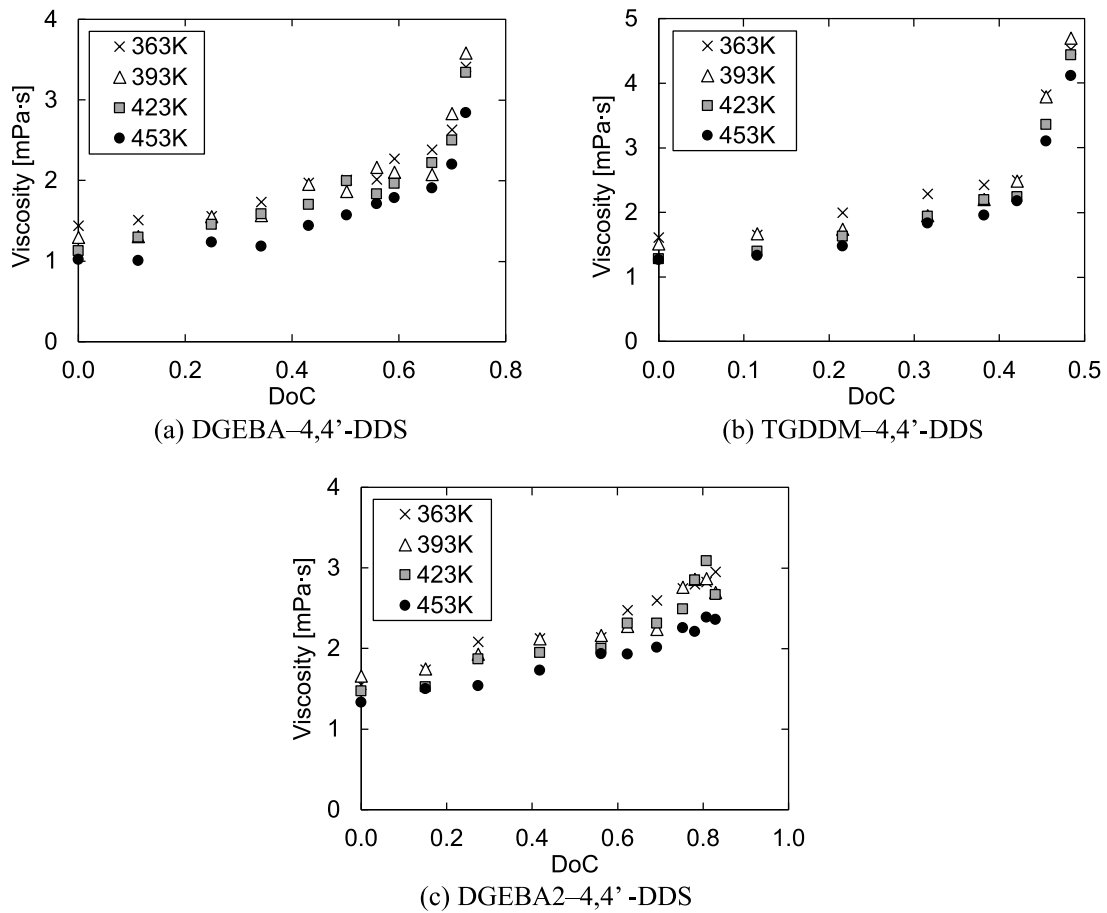 4
3
2
1
0
Viscosity [mPa·s]
363K
393K
423K
453K
0.0 0.2 0.4 0.6 0.8
DoC
(a) DGEBA–4,4’-DDS
5
4
3
2
1
0
Viscosity [mPa·s]
363K
393K
423K
453K
0.0 0.1 0.2 0.3 0.4 0.5
DoC
(b) TGDDM–4,4’-DDS
4
3
2
1
0
Viscosity [mPa·s]
363K
393K
423K
453K
0.0 0.2 0.4 0.6 0.8 1.0
DoC
(c) DGEBA2–4,4’ -DDS